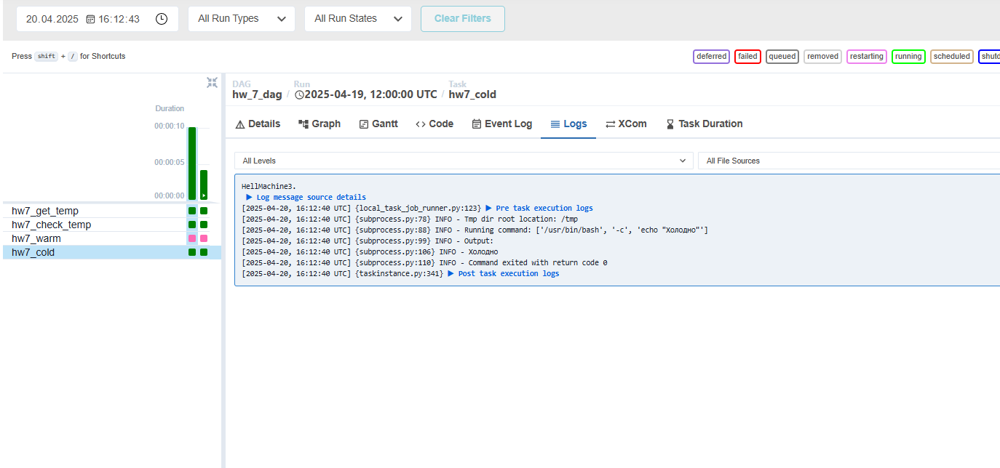 20.04.2025 16:12:43 All Run Types All Run States Clear Filters
Press shift + / for Shortcuts
deferred failed queued removed restarting running scheduled shutd
DAG Run Task
hw_7_dag / 2025-04-19, 12:00:00 UTC / hw7_cold
Duration
00:00:10
00:00:05
00:00:00
hw7_get_temp
hw7_check_temp
hw7_warm
hw7_cold
Details Graph Gantt Code Event Log Logs XCom Task Duration
All Levels All File Sources
HellMachine3.
Log message source details
[2025-04-20, 16:12:40 UTC] {local_task_job_runner.py:123} ▶ Pre task execution logs
[2025-04-20, 16:12:40 UTC] {subprocess.py:78} INFO - Tmp dir root location: /tmp
[2025-04-20, 16:12:40 UTC] {subprocess.py:88} INFO - Running command: ['/usr/bin/bash', '-c', 'echo "Холодно"']
[2025-04-20, 16:12:40 UTC] {subprocess.py:99} INFO - Output:
[2025-04-20, 16:12:40 UTC] {subprocess.py:106} INFO - Холодно
[2025-04-20, 16:12:40 UTC] {subprocess.py:110} INFO - Command exited with return code 0
[2025-04-20, 16:12:40 UTC] {taskinstance.py:341} ▶ Post task execution logs